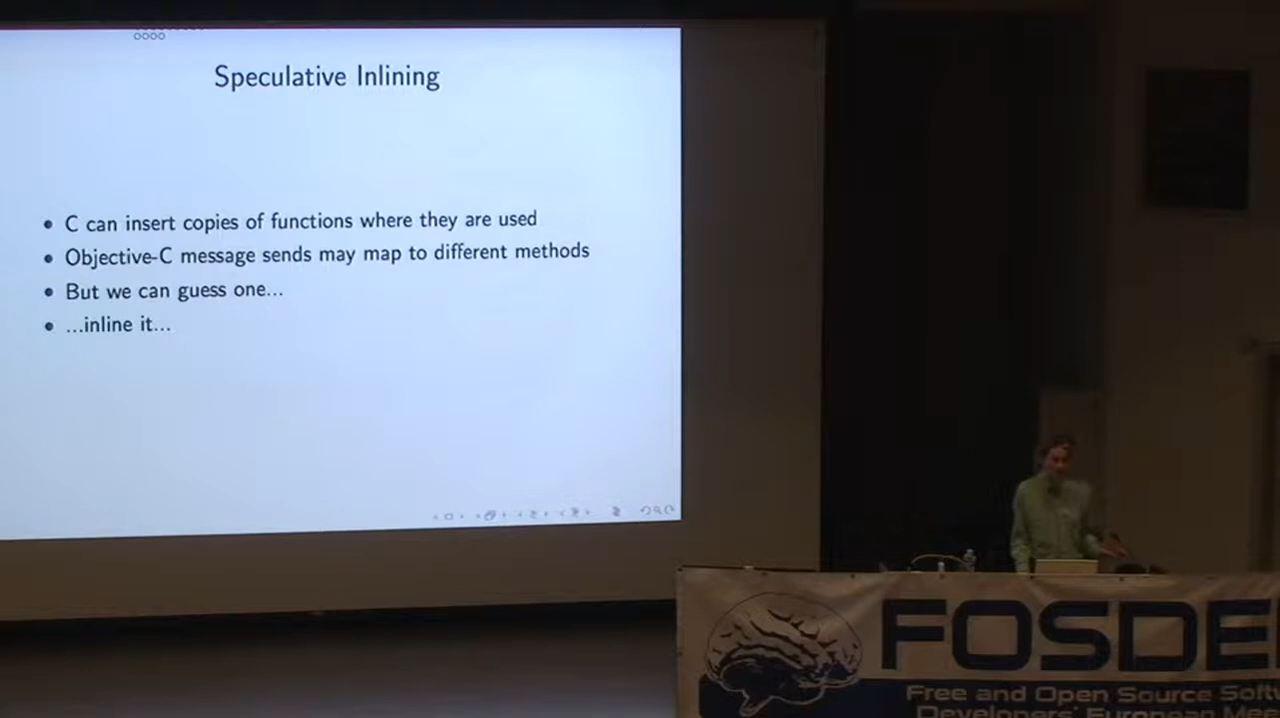 Speculative Inlining
• C can insert copies of functions where they are used
• Objective-C message sends may map to different methods
• But we can guess one...
• ...inline it...
FOSDE
Free and Open Source Soft
Developers' European Mee